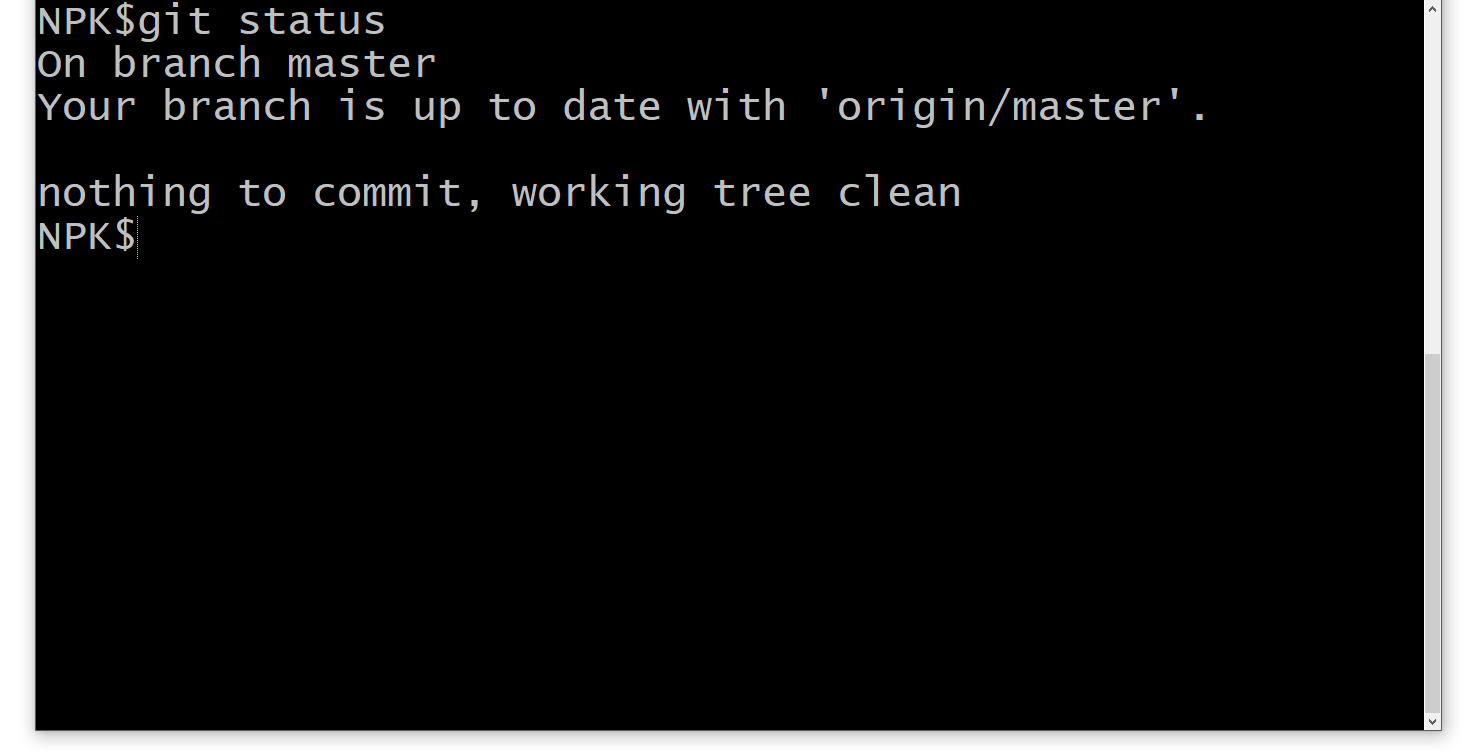 NPK$git status
On branch master
Your branch is up to date with 'origin/master'.
nothing to commit, working tree clean
NPK$